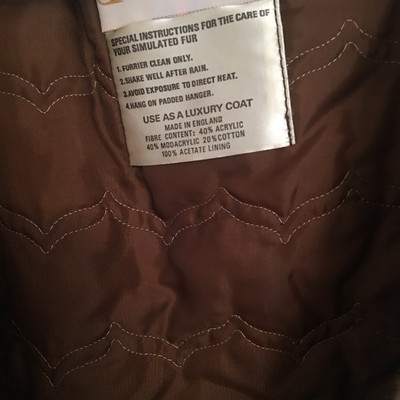 SPECIAL INSTRUCTIONS FOR THE CARE OF
YOUR SIMULATED FUR
1. FURRIER CLEAN ONLY.
2. SHAKE WELL AFTER RAIN.
3. AVOID EXPOSURE TO DIRECT HEAT.
4. HANG ON PADDED HANGER.
USE AS A LUXURY COAT
MADE IN ENGLAND
FIBRE CONTENT: 40% ACRYLIC
40% MODACRYLIC 20% COTTON
100% ACETATE LINING